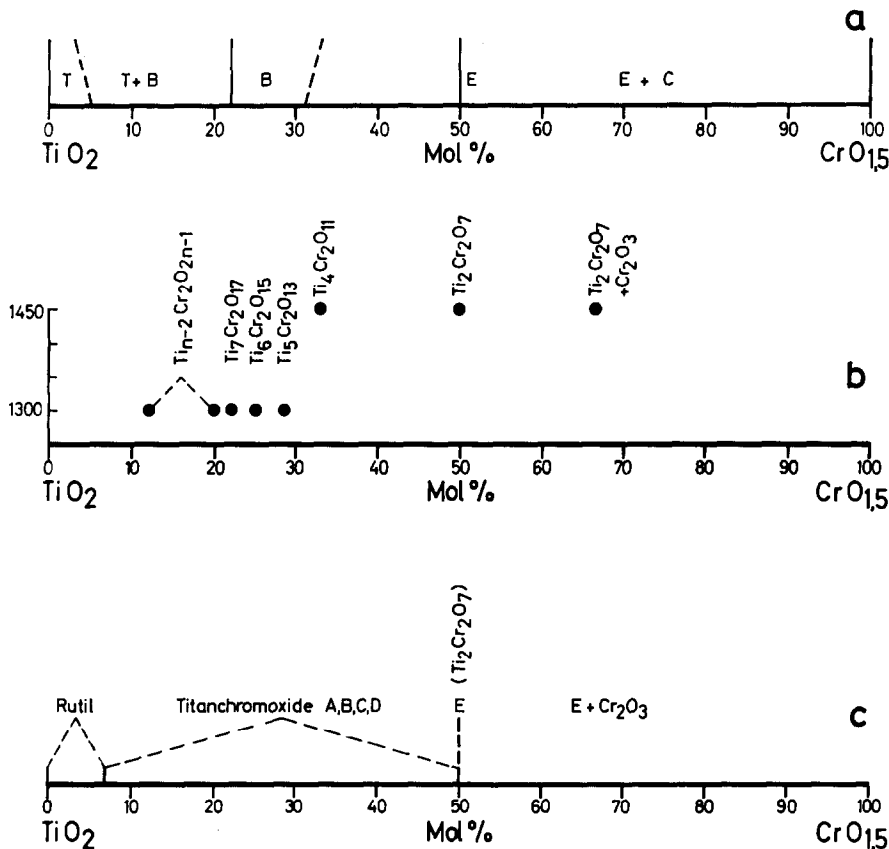 a
T T+B B E E + C
0 10 20 30 40 50 60 70 80 90 100
TiO2 Mol% CrO1,5
Tin-2Cr2O2n-1
Ti7Cr2O17
Ti6Cr2O15
Ti5Cr2O13
Ti4Cr2O11
Ti2Cr2O7
Ti2Cr2O7
+Cr2O3
1450
b
1300
0 10 20 30 40 50 60 70 80 90 100
TiO2 Mol% CrO1,5
(Ti2Cr2O7)
Rutil Titanchromoxide A,B,C,D E E+Cr2O3
c
0 10 20 30 40 50 60 70 80 90 100
TiO2 Mol% CrO1,5